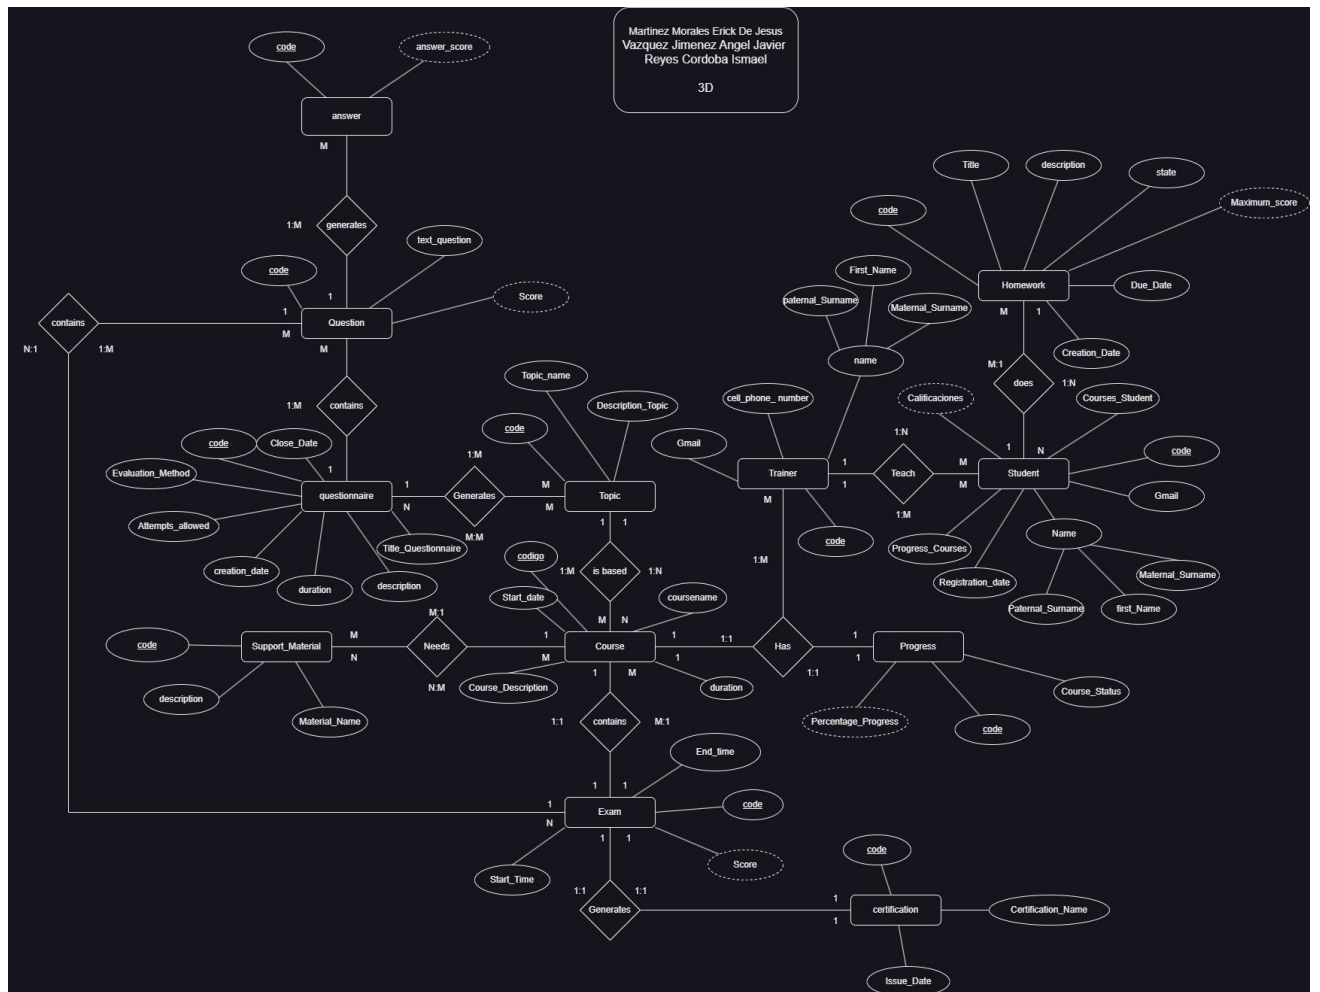 Martinez Morales Erick De Jesus
Vazquez Jimenez Angel Javier
Reyes Cordoba Ismael
3D
code
answer_score
answer
M
generates
1:M
1
code
text_question
Score
Question
1
M
M
contains
N:1
1:M
contains
1:M
1
code
Close_Date
Evaluation_Method
Attempts_allowed
creation_date
duration
description
Title_Questionnaire
questionnaire
1
N
1:M
Generates
M:M
M
M
Topic_name
Description_Topic
code
Topic
1
1
is based
1:M
1:N
M
N
codigo
Start_date
coursename
Course_Description
duration
Course
1
M
M:1
Needs
N:M
M
N
Support_Material
code
description
Material_Name
1
1
1:1
Has
1:1
1:M
M
1
1
Progress
Course_Status
code
Percentage_Progress
1
M
contains
1:1
M:1
1
1
Exam
End_time
code
Score
Start_Time
1
N
1
1
1:1
1:1
Generates
1
1
certification
code
Certification_Name
Issue_Date
Trainer
Gmail
cell_phone_ number
code
name
paternal_Surname
First_Name
Maternal_Surname
1
1
1:N
Teach
1:M
M
M
Student
Calificaciones
Courses_Student
code
Gmail
Name
Maternal_Surname
first_Name
Paternal_Surname
Registration_date
Progress_Courses
1
N
M:1
does
1:N
M
1
Homework
code
Title
description
state
Maximum_score
Due_Date
Creation_Date